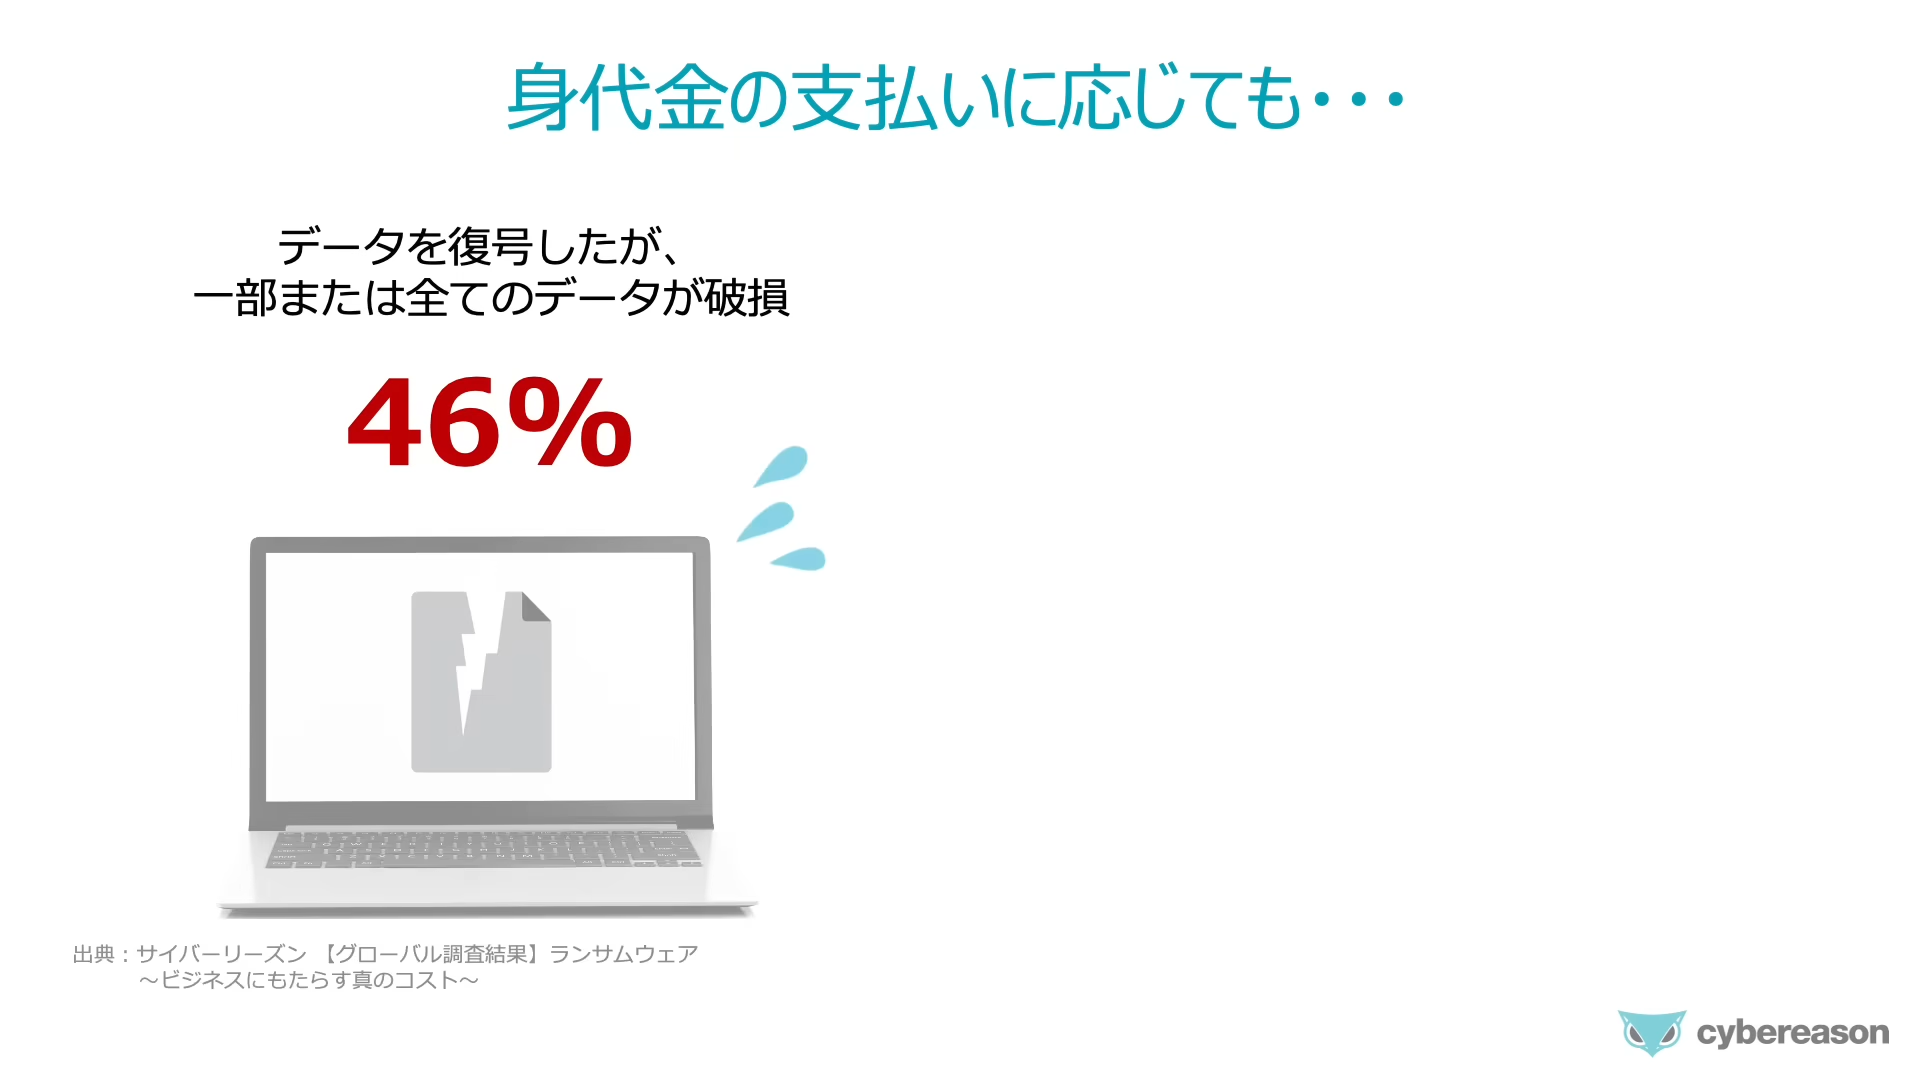 身代金の支払いに応じても・・・
データを復号したが、
一部または全てのデータが破損
46%
出典：サイバーリーズン 【グローバル調査結果】ランサムウェア
～ビジネスにもたらす真のコスト～
cybereason